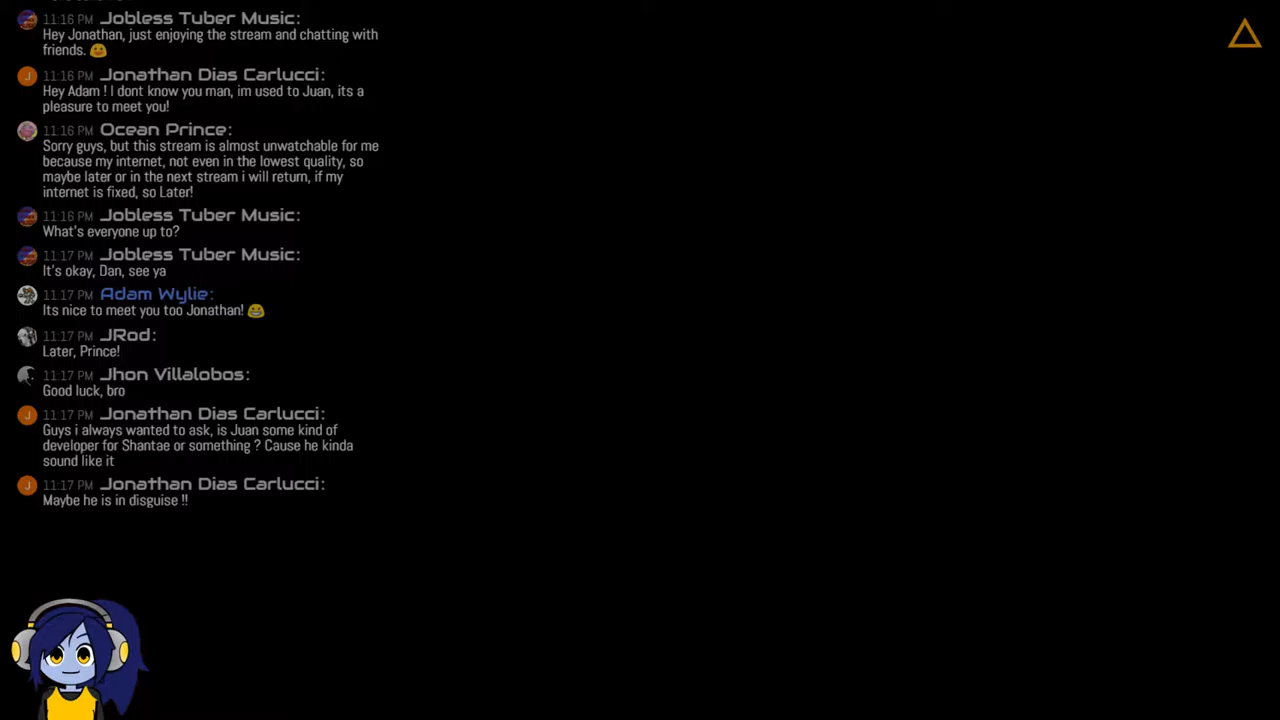 11:16 PM Jobless Tuber Music:
Hey Jonathan, just enjoying the stream and chatting with
friends.
J 11:16 PM Jonathan Dias Carlucci:
Hey Adam ! I dont know you man, im used to Juan, its a
pleasure to meet you!
11:16 PM Ocean Prince:
Sorry guys, but this stream is almost unwatchable for me
because my internet, not even in the lowest quality, so
maybe later or in the next stream i will return, if my
internet is fixed, so Later!
11:16 PM Jobless Tuber Music:
What's everyone up to?
11:17 PM Jobless Tuber Music:
It's okay, Dan, see ya
11:17 PM Adam Wylie:
Its nice to meet you too Jonathan!
11:17 PM JRod:
Later, Prince!
11:17 PM Jhon Villalobos:
Good luck, bro
J 11:17 PM Jonathan Dias Carlucci:
Guys i always wanted to ask, is Juan some kind of
developer for Shantae or something ? Cause he kinda
sound like it
J 11:17 PM Jonathan Dias Carlucci:
Maybe he is in disguise !!